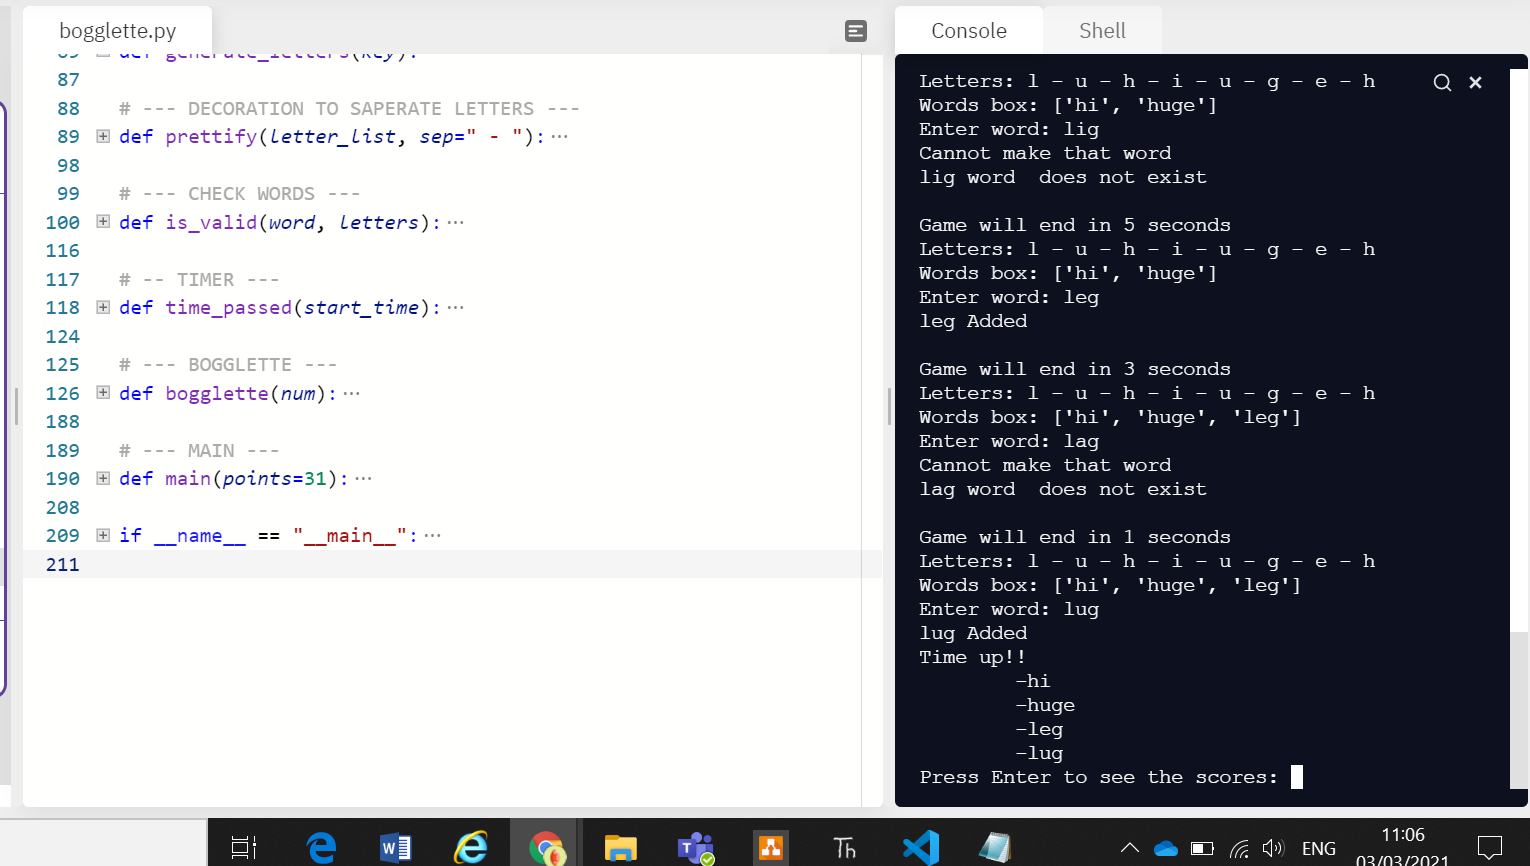 bogglette.py
def generate_letters(key):
87
88 # --- DECORATION TO SAPERATE LETTERS ---
89 def prettify(letter_list, sep=" - "):···
98
99 # --- CHECK WORDS ---
100 def is_valid(word, letters):···
116
117 # -- TIMER ---
118 def time_passed(start_time):···
124
125 # --- BOGGLETTE ---
126 def bogglette(num):···
188
189 # --- MAIN ---
190 def main(points=31):···
208
209 if __name__ == "__main__":···
211
Console Shell
Letters: l - u - h - i - u - g - e - h
Words box: ['hi', 'huge']
Enter word: lig
Cannot make that word
lig word  does not exist
Game will end in 5 seconds
Letters: l - u - h - i - u - g - e - h
Words box: ['hi', 'huge']
Enter word: leg
leg Added
Game will end in 3 seconds
Letters: l - u - h - i - u - g - e - h
Words box: ['hi', 'huge', 'leg']
Enter word: lag
Cannot make that word
lag word  does not exist
Game will end in 1 seconds
Letters: l - u - h - i - u - g - e - h
Words box: ['hi', 'huge', 'leg']
Enter word: lug
lug Added
Time up!!
-hi
-huge
-leg
-lug
Press Enter to see the scores:
W
T
Th
ENG
11:06
03/03/2021